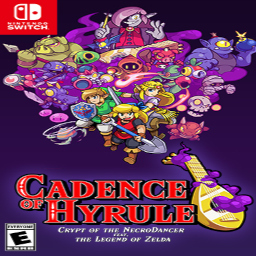 NINTENDO
SWITCH
CADENCE
OF HYRULE
CRYPT OF THE NECRODANCER
FEAT.
THE LEGEND OF ZELDA
EVERYONE
E
ESRB